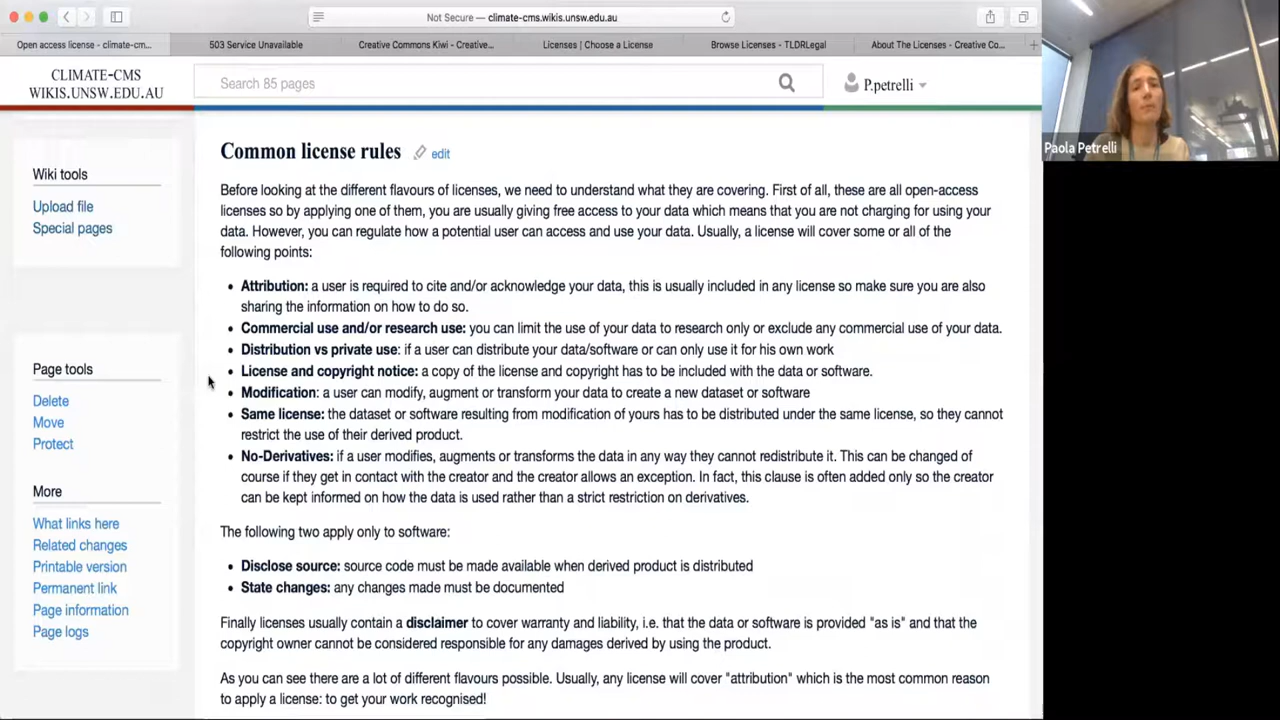 Not Secure — climate-cms.wikis.unsw.edu.au
Open access license - climate-cm...
503 Service Unavailable
Creative Commons Kiwi - Creative...
Licenses | Choose a License
Browse Licenses - TLDRLegal
About The Licenses - Creative Co...
CLIMATE-CMS
WIKIS.UNSW.EDU.AU
Search 85 pages
P.petrelli
Paola Petrelli
Wiki tools
Upload file
Special pages
Page tools
Delete
Move
Protect
More
What links here
Related changes
Printable version
Permanent link
Page information
Page logs
Common license rules edit
Before looking at the different flavours of licenses, we need to understand what they are covering. First of all, these are all open-access
licenses so by applying one of them, you are usually giving free access to your data which means that you are not charging for using your
data. However, you can regulate how a potential user can access and use your data. Usually, a license will cover some or all of the
following points:
• Attribution: a user is required to cite and/or acknowledge your data, this is usually included in any license so make sure you are also
sharing the information on how to do so.
• Commercial use and/or research use: you can limit the use of your data to research only or exclude any commercial use of your data.
• Distribution vs private use: if a user can distribute your data/software or can only use it for his own work
• License and copyright notice: a copy of the license and copyright has to be included with the data or software.
• Modification: a user can modify, augment or transform your data to create a new dataset or software
• Same license: the dataset or software resulting from modification of yours has to be distributed under the same license, so they cannot
restrict the use of their derived product.
• No-Derivatives: if a user modifies, augments or transforms the data in any way they cannot redistribute it. This can be changed of
course if they get in contact with the creator and the creator allows an exception. In fact, this clause is often added only so the creator
can be kept informed on how the data is used rather than a strict restriction on derivatives.
The following two apply only to software:
• Disclose source: source code must be made available when derived product is distributed
• State changes: any changes made must be documented
Finally licenses usually contain a disclaimer to cover warranty and liability, i.e. that the data or software is provided "as is" and that the
copyright owner cannot be considered responsible for any damages derived by using the product.
As you can see there are a lot of different flavours possible. Usually, any license will cover "attribution" which is the most common reason
to apply a license: to get your work recognised!